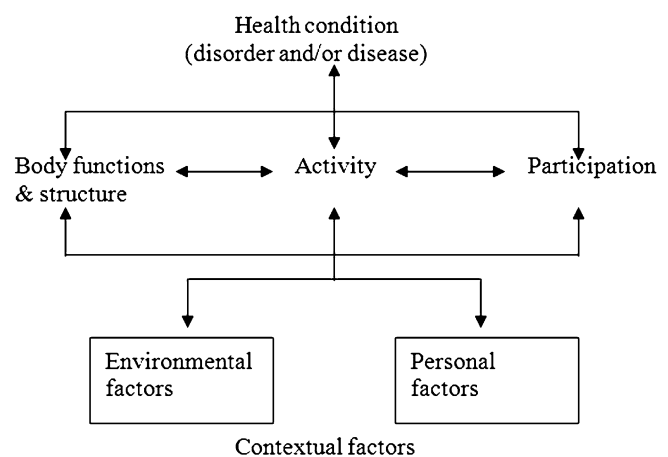 Health condition
(disorder and/or disease)
Body functions
& structure
Activity
Participation
Environmental
factors
Personal
factors
Contextual factors